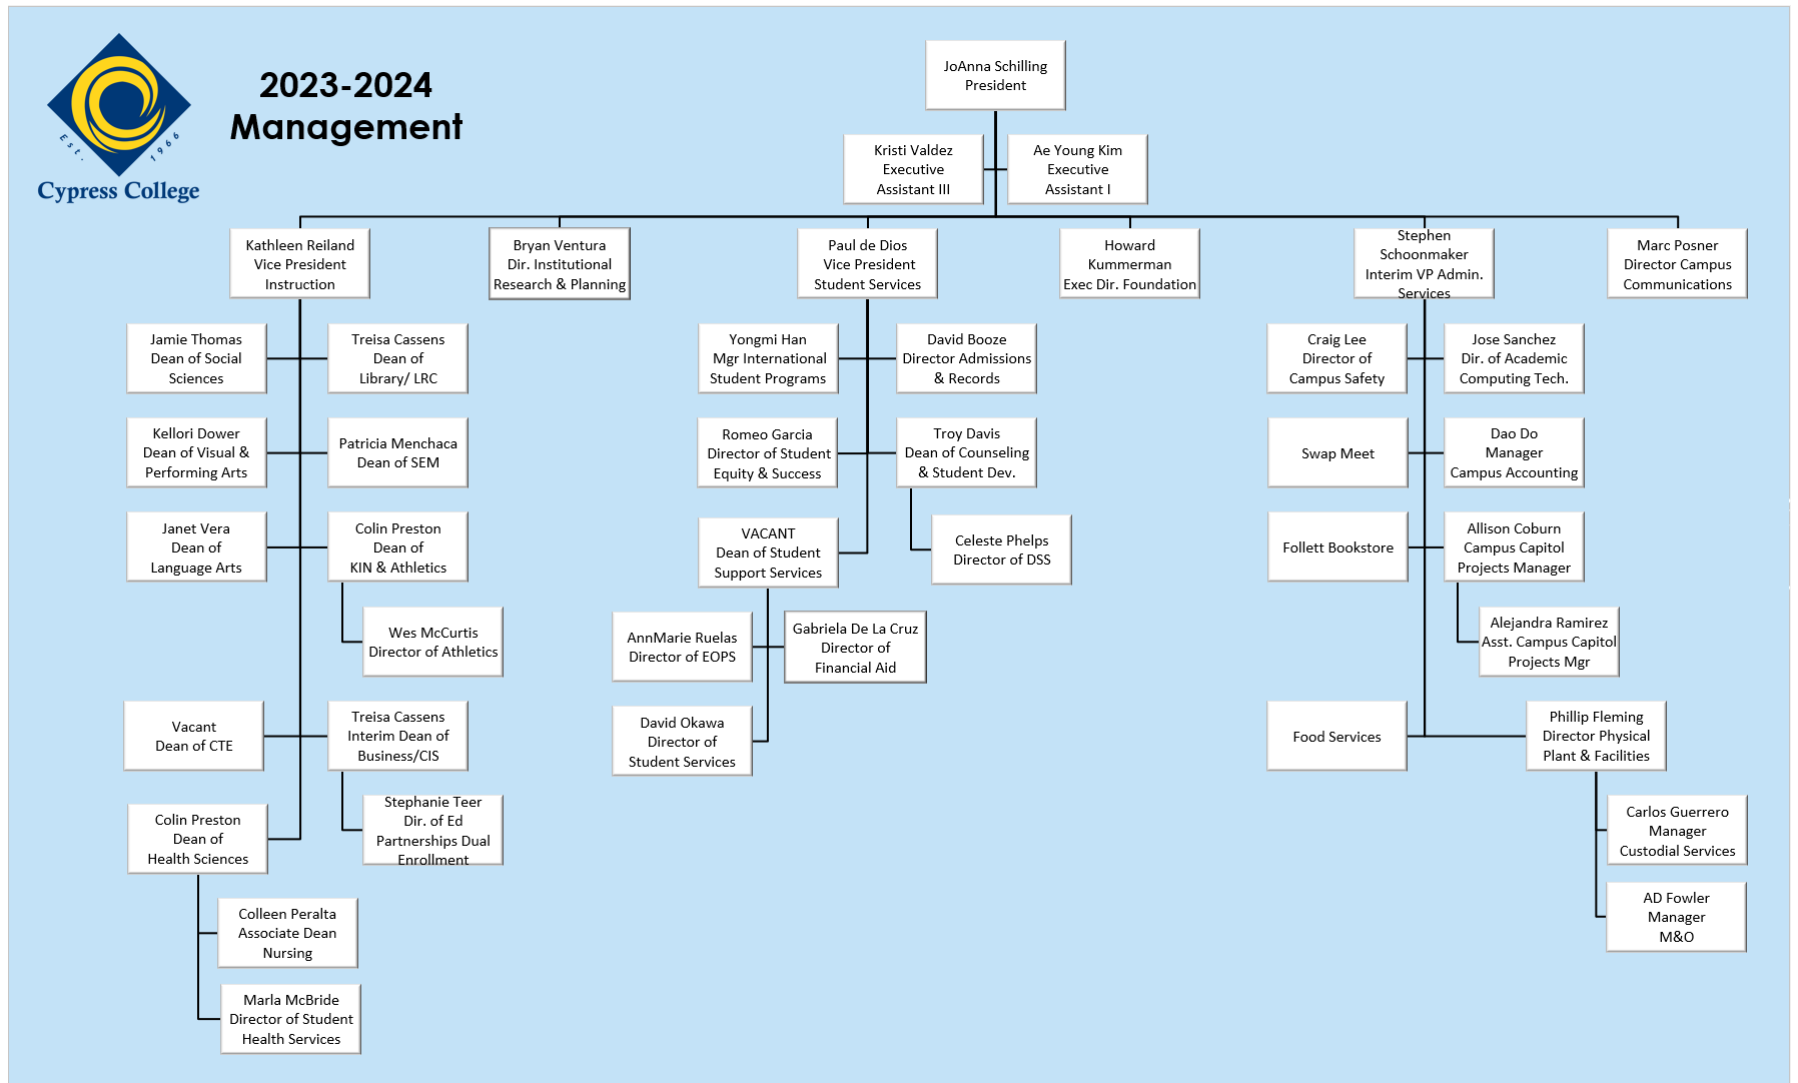 2023-2024
Management
Est. 1966
Cypress College
JoAnna Schilling
President
Kristi Valdez
Executive
Assistant III
Ae Young Kim
Executive
Assistant I
Kathleen Reiland
Vice President
Instruction
Bryan Ventura
Dir. Institutional
Research & Planning
Paul de Dios
Vice President
Student Services
Howard
Kummerman
Exec Dir. Foundation
Stephen
Schoonmaker
Interim VP Admin.
Services
Marc Posner
Director Campus
Communications
Jamie Thomas
Dean of Social
Sciences
Treisa Cassens
Dean of
Library/ LRC
Kellori Dower
Dean of Visual &
Performing Arts
Patricia Menchaca
Dean of SEM
Janet Vera
Dean of
Language Arts
Colin Preston
Dean of
KIN & Athletics
Wes McCurtis
Director of Athletics
Vacant
Dean of CTE
Treisa Cassens
Interim Dean of
Business/CIS
Stephanie Teer
Dir. of Ed
Partnerships Dual
Enrollment
Colin Preston
Dean of
Health Sciences
Colleen Peralta
Associate Dean
Nursing
Marla McBride
Director of Student
Health Services
Yongmi Han
Mgr International
Student Programs
David Booze
Director Admissions
& Records
Romeo Garcia
Director of Student
Equity & Success
Troy Davis
Dean of Counseling
& Student Dev.
Celeste Phelps
Director of DSS
VACANT
Dean of Student
Support Services
AnnMarie Ruelas
Director of EOPS
Gabriela De La Cruz
Director of
Financial Aid
David Okawa
Director of
Student Services
Craig Lee
Director of
Campus Safety
Jose Sanchez
Dir. of Academic
Computing Tech.
Swap Meet
Dao Do
Manager
Campus Accounting
Follett Bookstore
Allison Coburn
Campus Capitol
Projects Manager
Alejandra Ramirez
Asst. Campus Capitol
Projects Mgr
Food Services
Phillip Fleming
Director Physical
Plant & Facilities
Carlos Guerrero
Manager
Custodial Services
AD Fowler
Manager
M&O